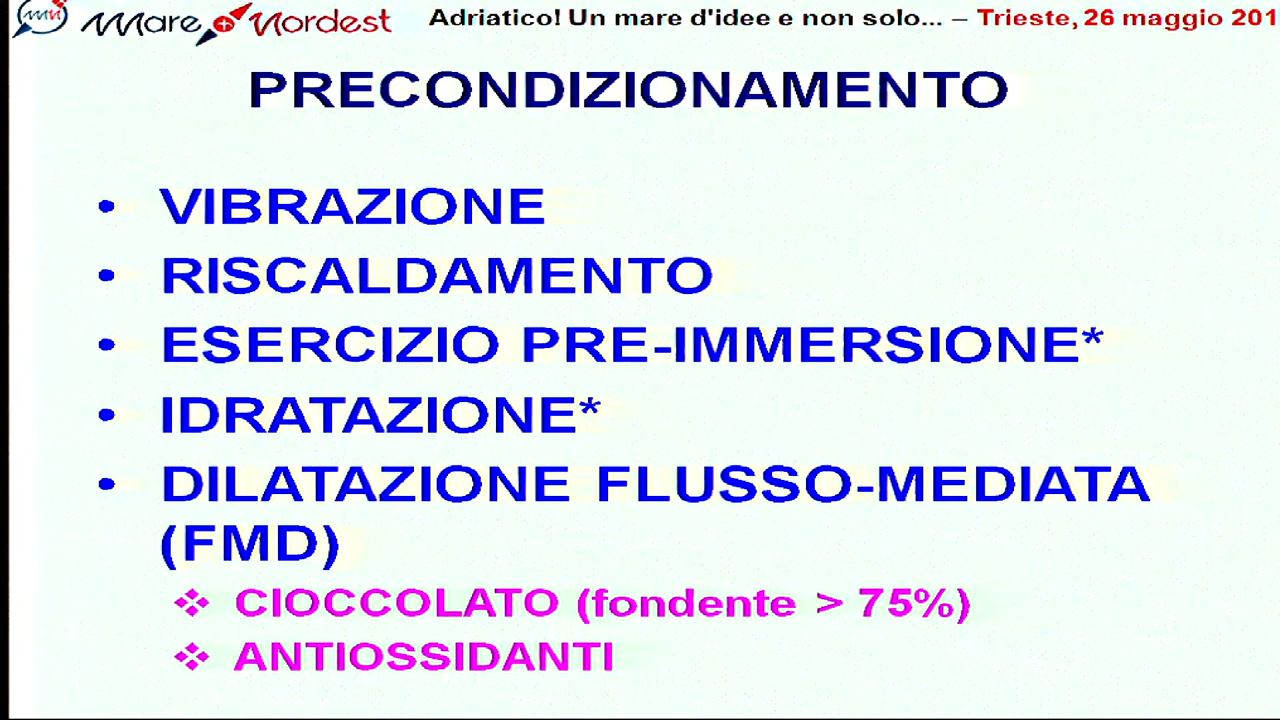 Mare Nordest Adriatico! Un mare d'idee e non solo... – Trieste, 26 maggio 201
PRECONDIZIONAMENTO
• VIBRAZIONE
• RISCALDAMENTO
• ESERCIZIO PRE-IMMERSIONE*
• IDRATAZIONE*
• DILATAZIONE FLUSSO-MEDIATA
(FMD)
❖ CIOCCOLATO (fondente > 75%)
❖ ANTIOSSIDANTI